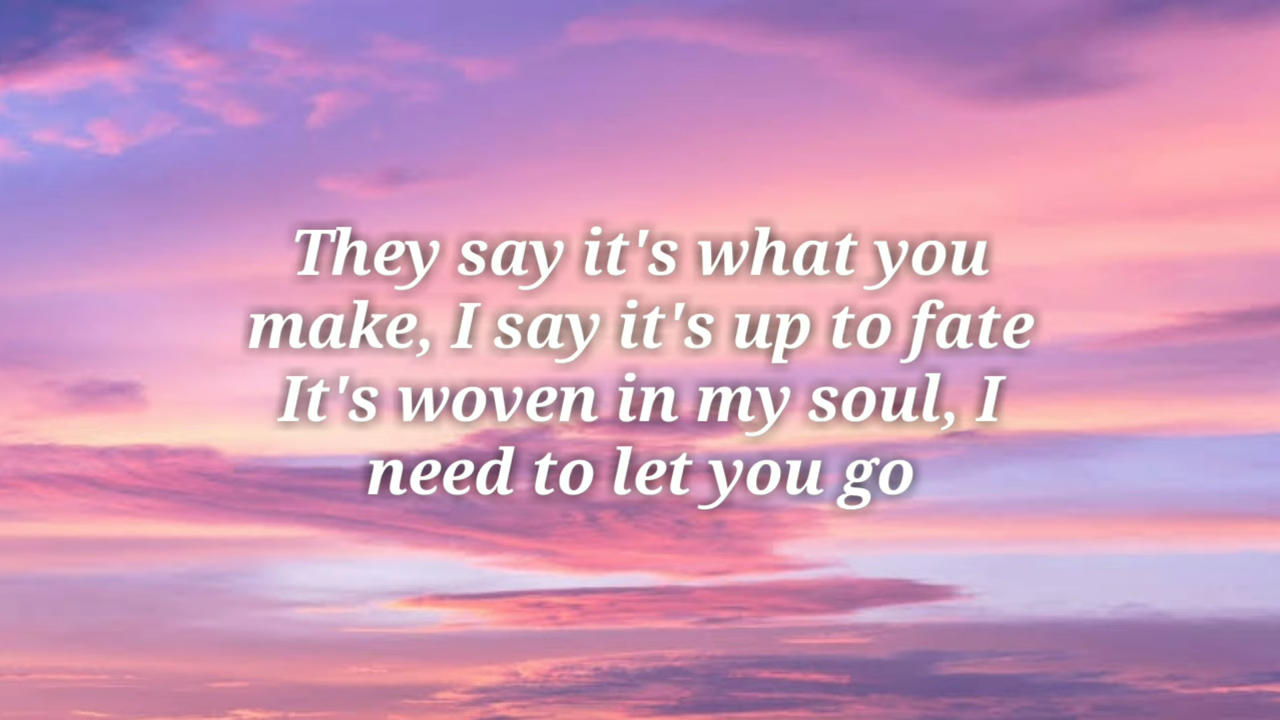 They say it's what you
make, I say it's up to fate
It's woven in my soul, I
need to let you go